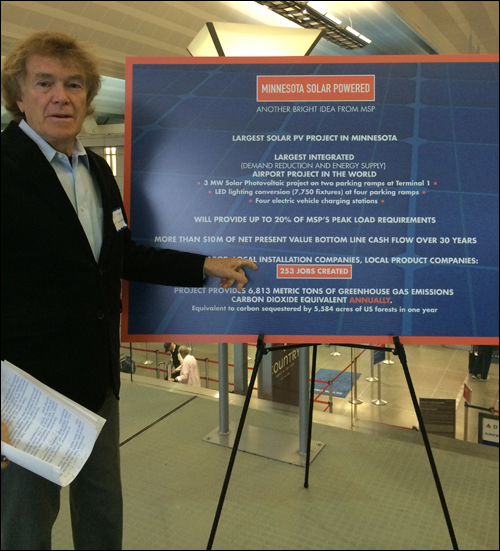 MINNESOTA SOLAR POWERED
ANOTHER BRIGHT IDEA FROM MSP
LARGEST SOLAR PV PROJECT IN MINNESOTA
LARGEST INTEGRATED
(DEMAND REDUCTION AND ENERGY SUPPLY)
AIRPORT PROJECT IN THE WORLD
3 MW Solar Photovoltaic project on two parking ramps at Terminal 1
LED lighting conversion (7,750 fixtures) at four parking ramps
Four electric vehicle charging stations
WILL PROVIDE UP TO 20% OF MSP'S PEAK LOAD REQUIREMENTS
MORE THAN $10M OF NET PRESENT VALUE BOTTOM LINE CASH FLOW OVER 30 YEARS
LOCAL INSTALLATION COMPANIES, LOCAL PRODUCT COMPANIES:
253 JOBS CREATED
PROJECT PROVIDES 6,813 METRIC TONS OF GREENHOUSE GAS EMISSIONS
CARBON DIOXIDE EQUIVALENT ANNUALLY.
Equivalent to carbon sequestered by 5,584 acres of US forests in one year
COUNTRY